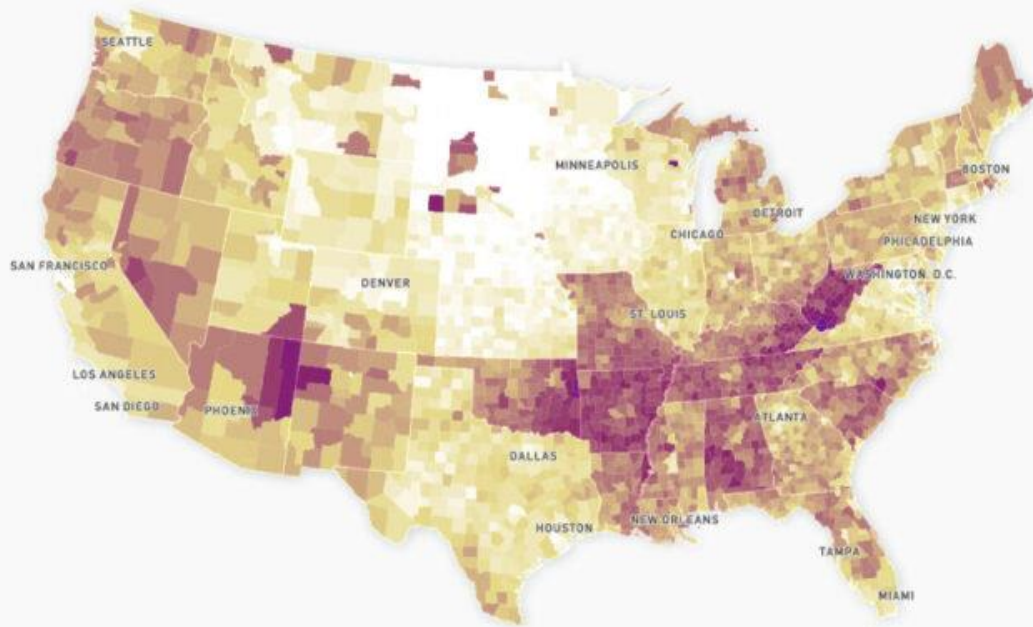 SEATTLE
MINNEAPOLIS
BOSTON
DETROIT
NEW YORK
CHICAGO
PHILADELPHIA
SAN FRANCISCO
WASHINGTON, D.C.
DENVER
ST. LOUIS
LOS ANGELES
SAN DIEGO
PHOENIX
ATLANTA
DALLAS
NEW ORLEANS
HOUSTON
TAMPA
MIAMI